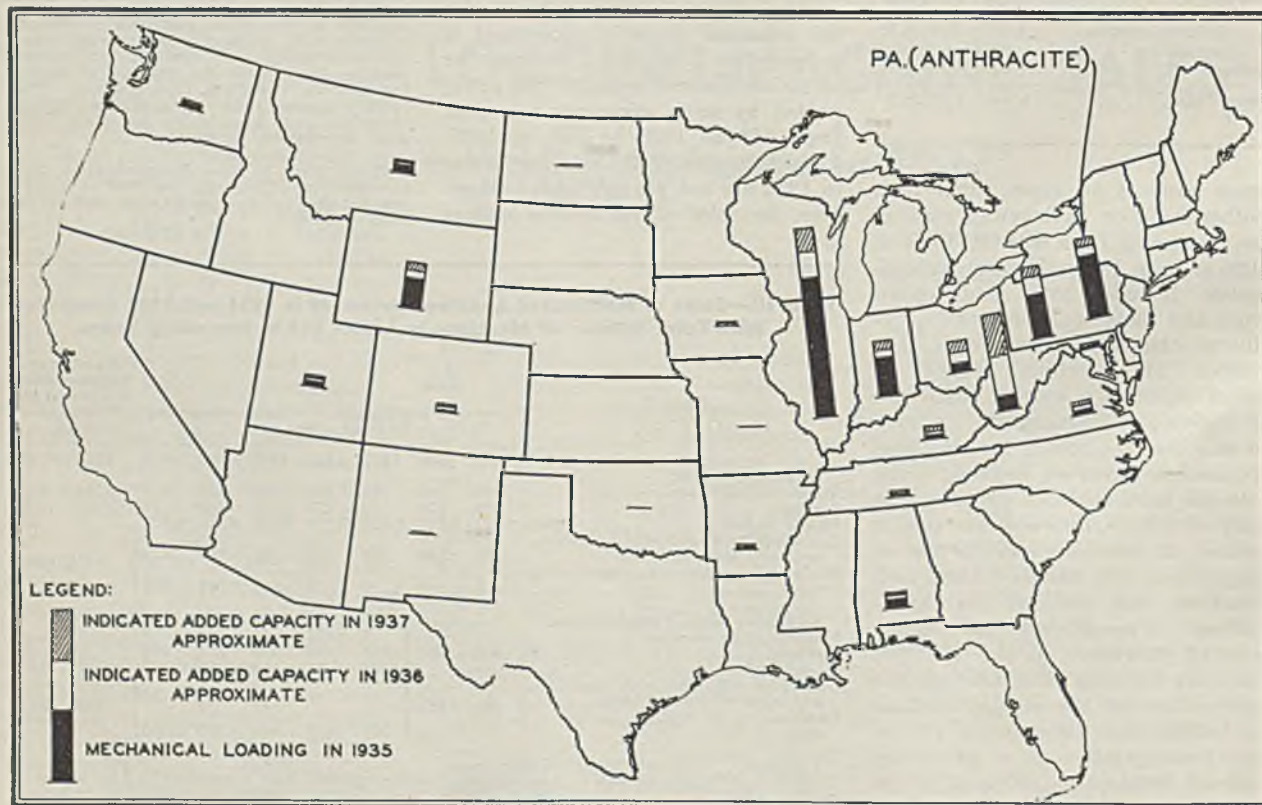 PA.(ANTHRACITE)
LEGEND:
INDICATED ADDED CAPACITY IN 1937
APPROXIMATE
INDICATED ADDED CAPACITY IN 1936
APPROXIMATE
MECHANICAL LOADING IN 1935